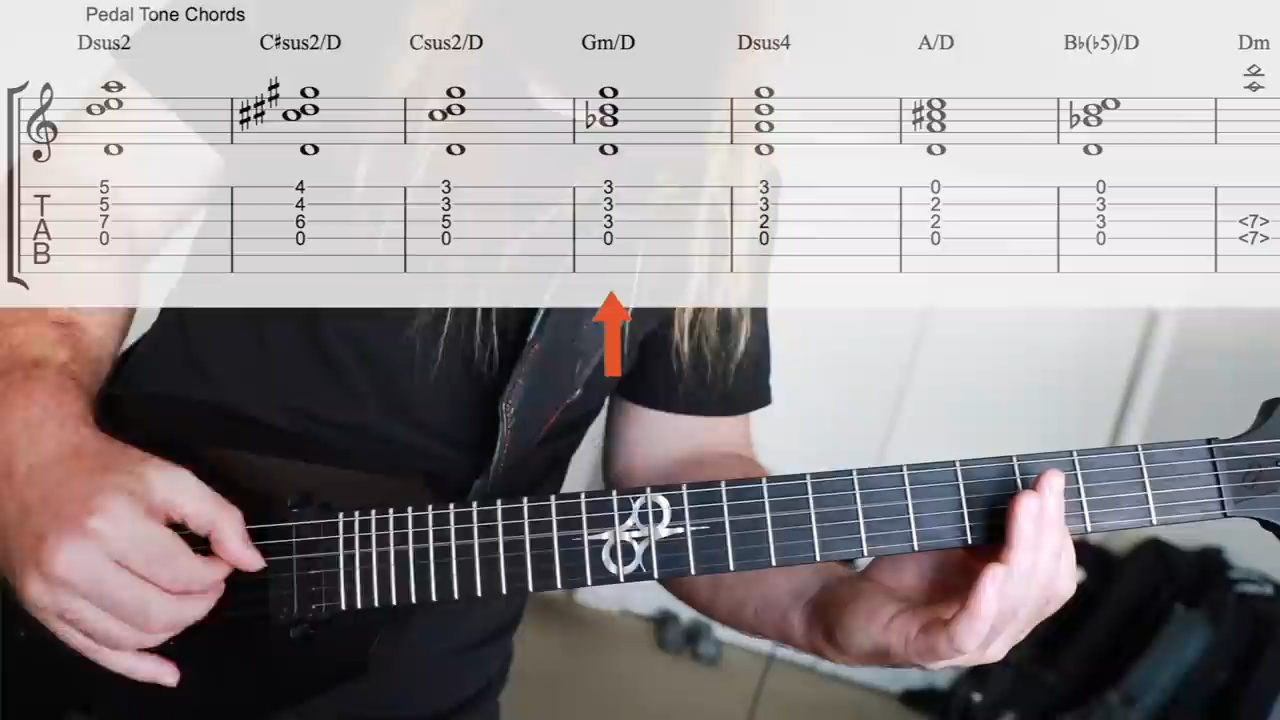 Pedal Tone Chords
Dsus2 C♯sus2/D Csus2/D Gm/D Dsus4 A/D B♭(♭5)/D Dm
5 4 3 3 3 0 0
T 5 4 3 3 3 2 3
A 7 6 5 3 2 2 3 <7>
B 0 0 0 0 0 0 0 <7>